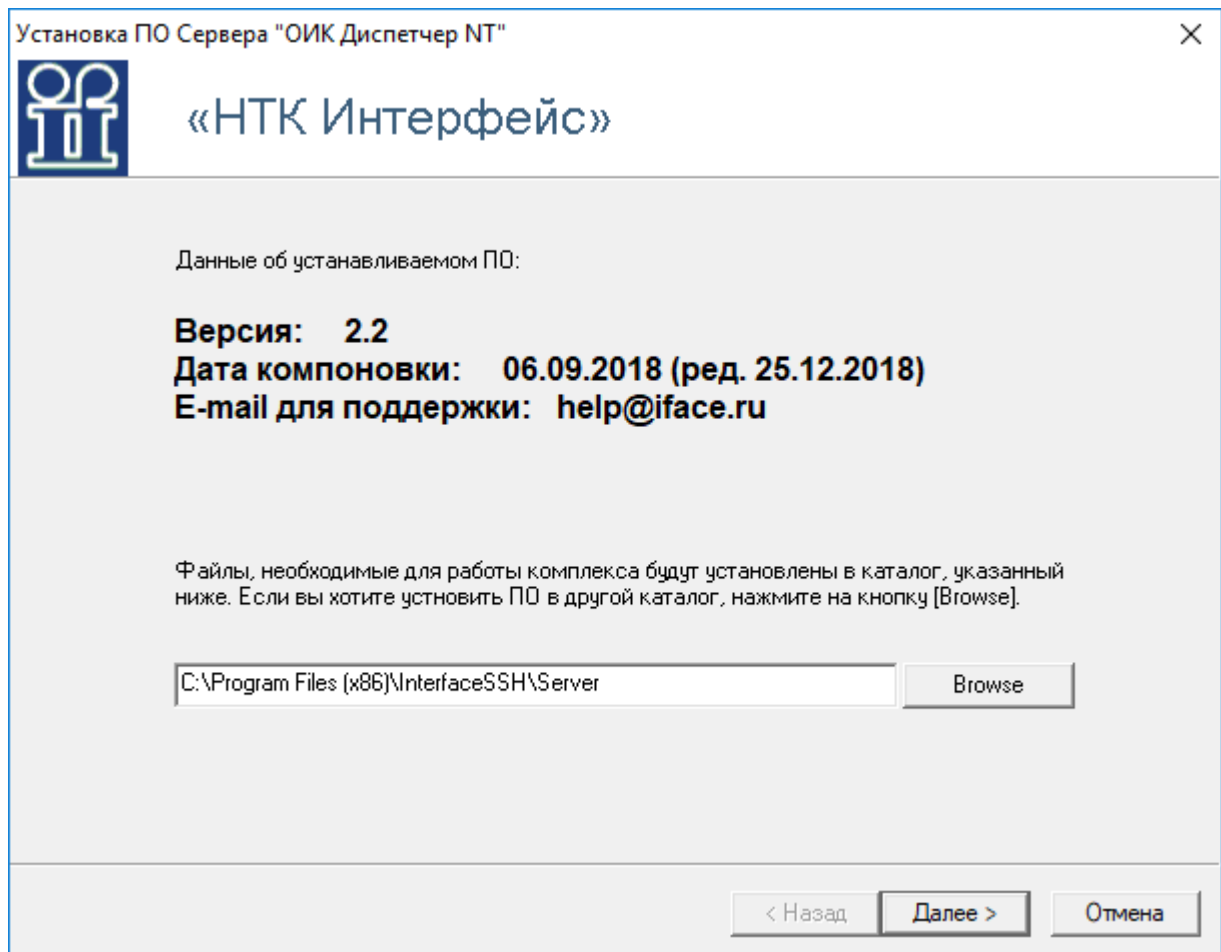 Установка ПО Сервера "ОИК Диспетчер NT"
«НТК Интерфейс»
Данные об устанавливаемом ПО:
Версия: 2.2
Дата компоновки: 06.09.2018 (ред. 25.12.2018)
E-mail для поддержки: help@iface.ru
Файлы, необходимые для работы комплекса будут установлены в каталог, указанный
ниже. Если вы хотите устновить ПО в другой каталог, нажмите на кнопку [Browse].
C:\Program Files (x86)\InterfaceSSH\Server
Browse
< Назад
Далее >
Отмена